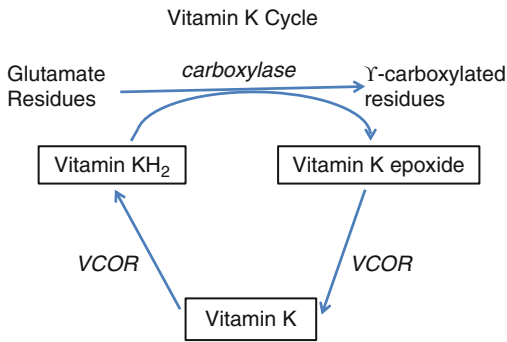 Vitamin K Cycle
Glutamate
Residues
carboxylase
ϒ-carboxylated
residues
Vitamin KH₂
Vitamin K epoxide
VCOR
VCOR
Vitamin K